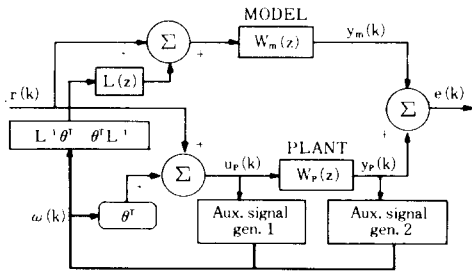 MODEL
Σ
-
+
W_m(z)
y_m(k)
L(z)
r(k)
Σ
e(k)
+
L⁻¹θᵀ θᵀL⁻¹
PLANT
+
Σ
u_P(k)
W_P(z)
y_P(k)
-
ω(k)
θᵀ
Aux. signal
gen. 1
Aux. signal
gen. 2